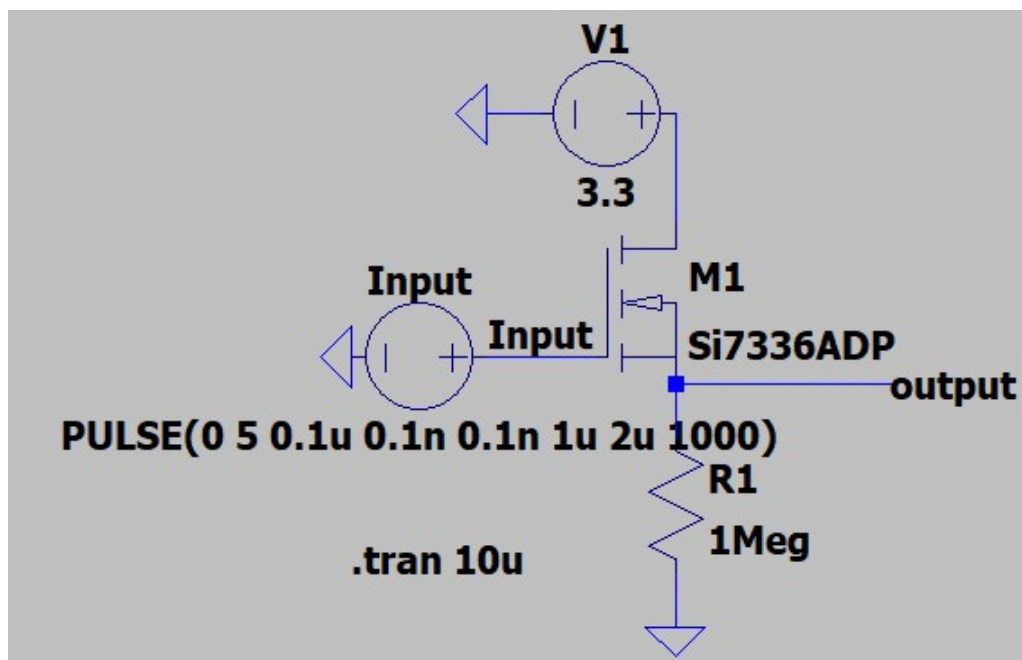 V1
3.3
Input
Input
M1
Si7336ADP
output
PULSE(0 5 0.1u 0.1n 0.1n 1u 2u 1000)
R1
1Meg
.tran 10u